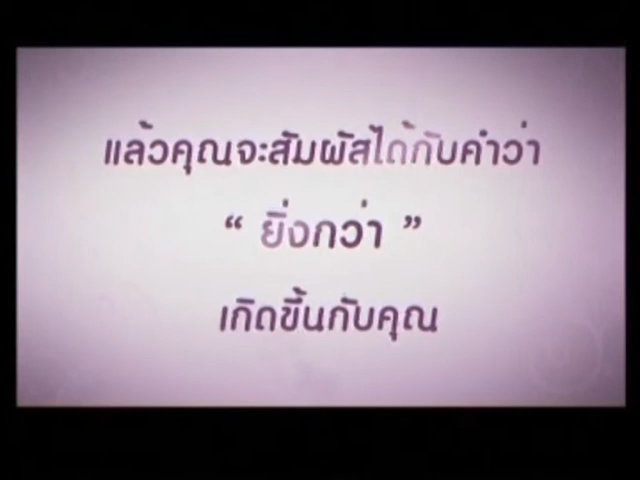 แล้วคุณจะสัมผัสได้กับคำว่า
“ ยิ่งกว่า ”
เกิดขึ้นกับคุณ